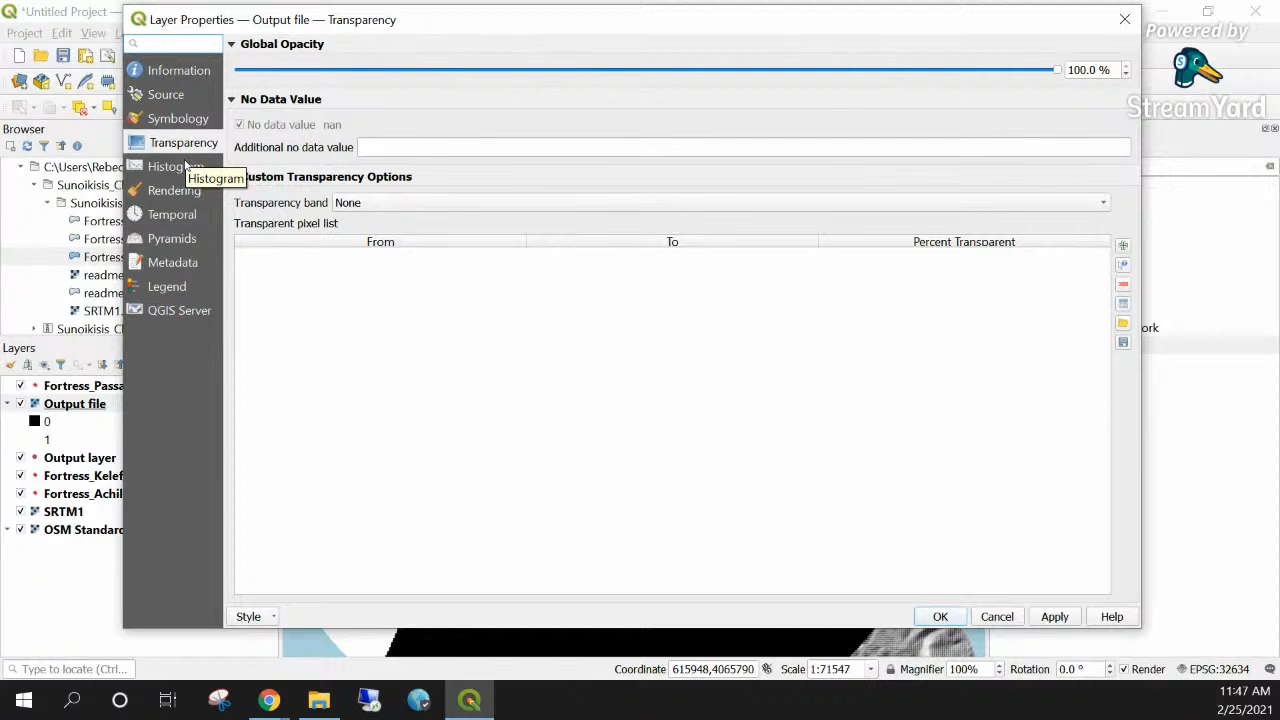 *Untitled Project —
Layer Properties — Output file — Transparency
Powered by
StreamYard
Project Edit View
Global Opacity
100.0 %
Information
Source
Symbology
Transparency
Histogram
Rendering
Temporal
Pyramids
Metadata
Legend
QGIS Server
No Data Value
No data value nan
Additional no data value
Histogram
Custom Transparency Options
Transparency band None
Transparent pixel list
From To Percent Transparent
Browser
C:\Users\Rebec
Sunoikisis_C
Sunoikis
Fortress
Fortress
Fortress
readme
readme
SRTM1.
Sunoikis C
ork
Layers
Fortress_Passa
Output file
0
1
Output layer
Fortress_Kelef
Fortress_Achil
SRTM1
OSM Standard
Style
OK Cancel Apply Help
Type to locate (Ctrl...
Coordinate 615948,4065790 Scale 1:71547 Magnifier 100% Rotation 0.0 ° Render EPSG:32634
11:47 AM
2/25/2021